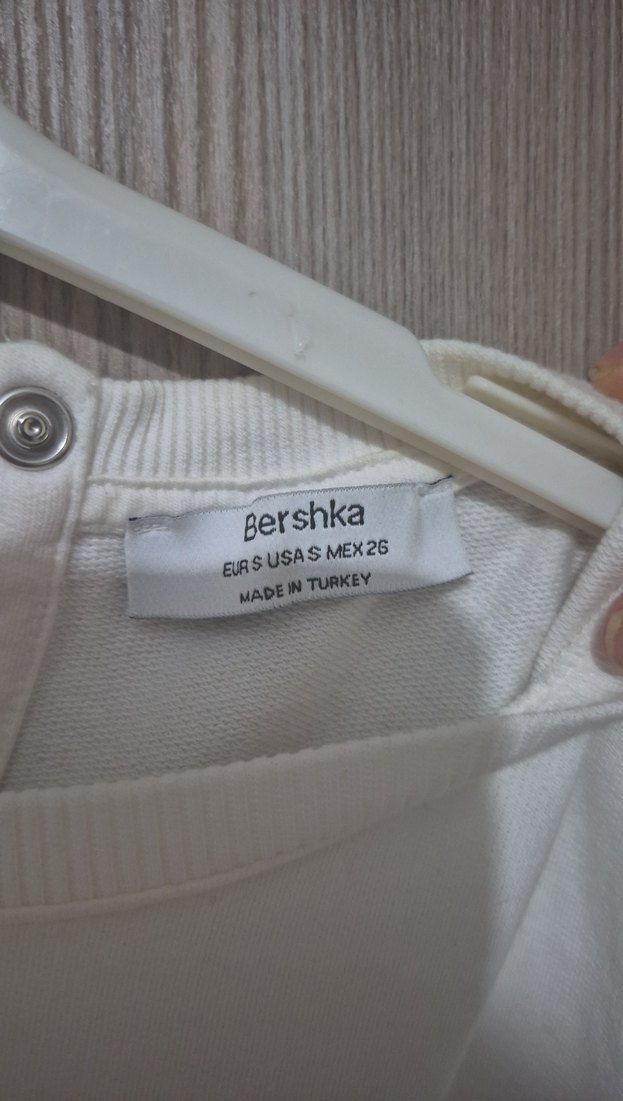 Bershka
EUR S USA S MEX 26
MADE IN TURKEY